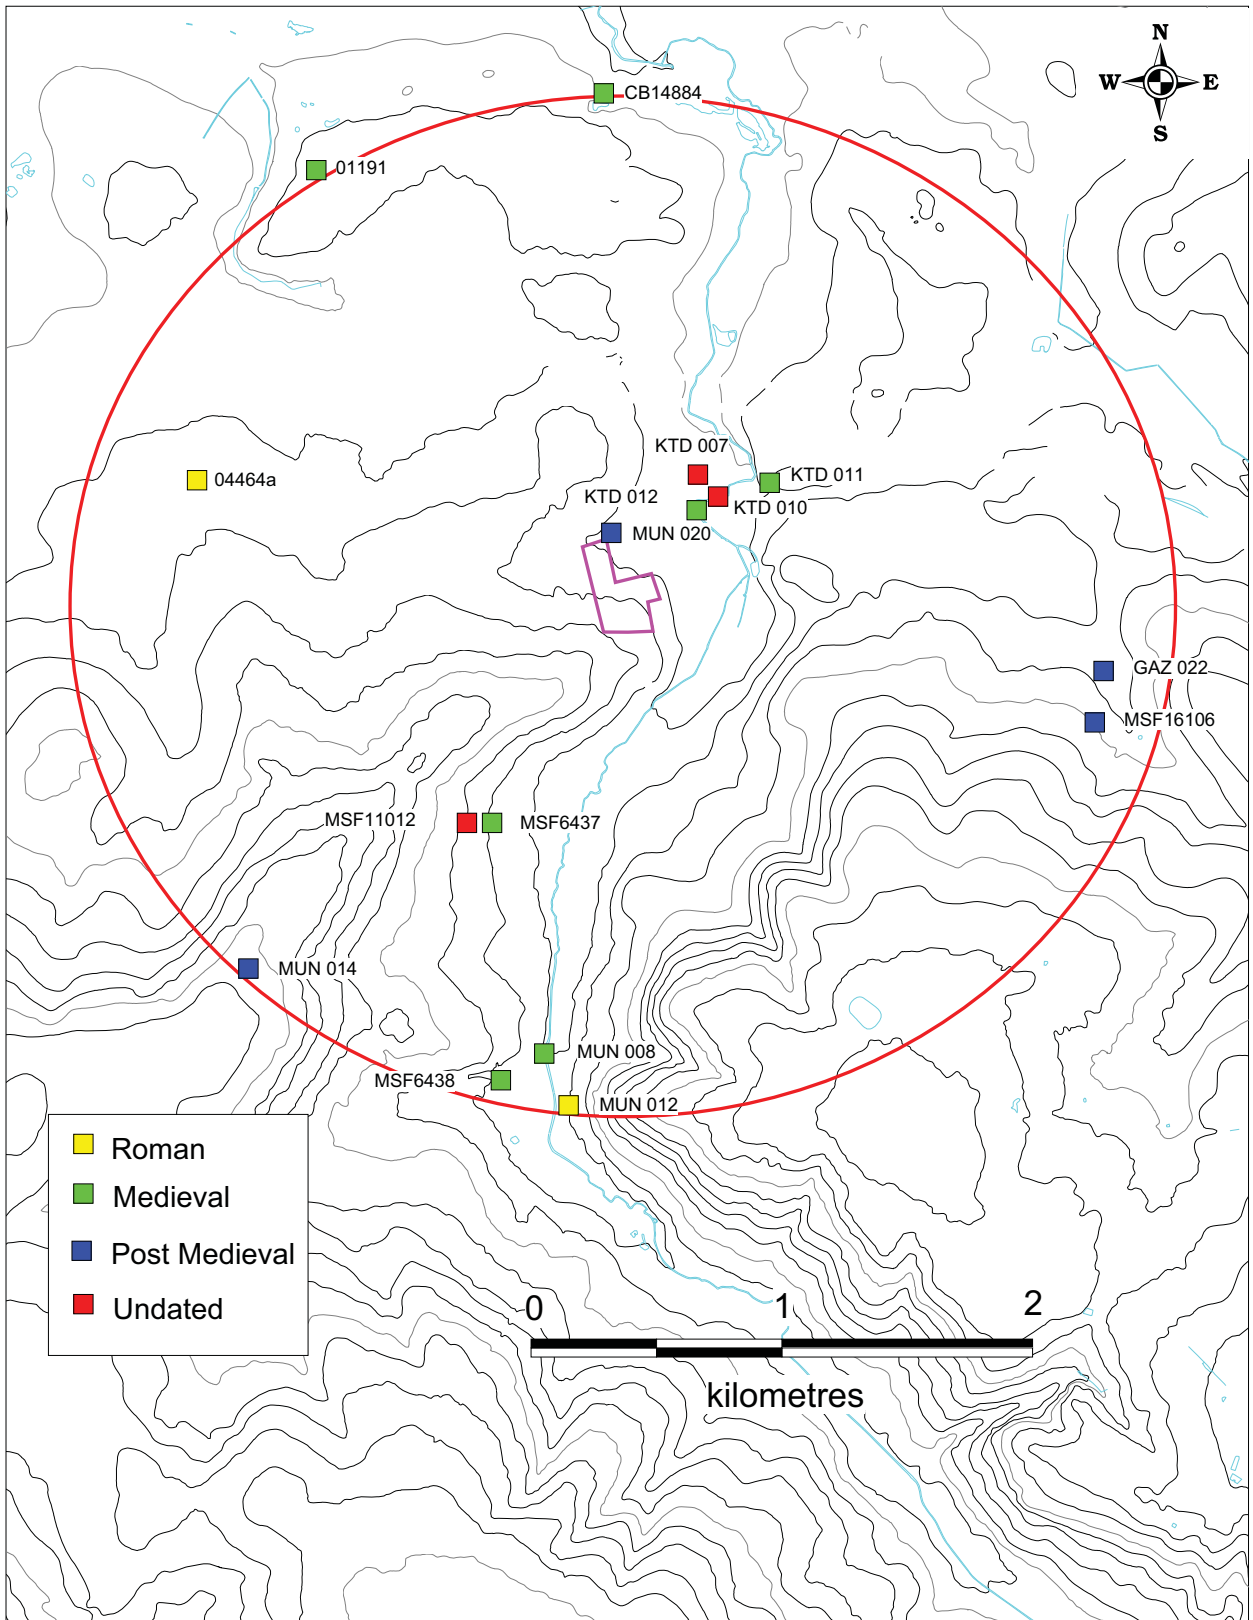 N
W E
S
CB14884
01191
KTD 007
04464a
KTD 011
KTD 012
KTD 010
MUN 020
GAZ 022
MSF16106
MSF11012
MSF6437
MUN 014
MUN 008
MSF6438
MUN 012
Roman
Medieval
Post Medieval
Undated
0 1 2
kilometres